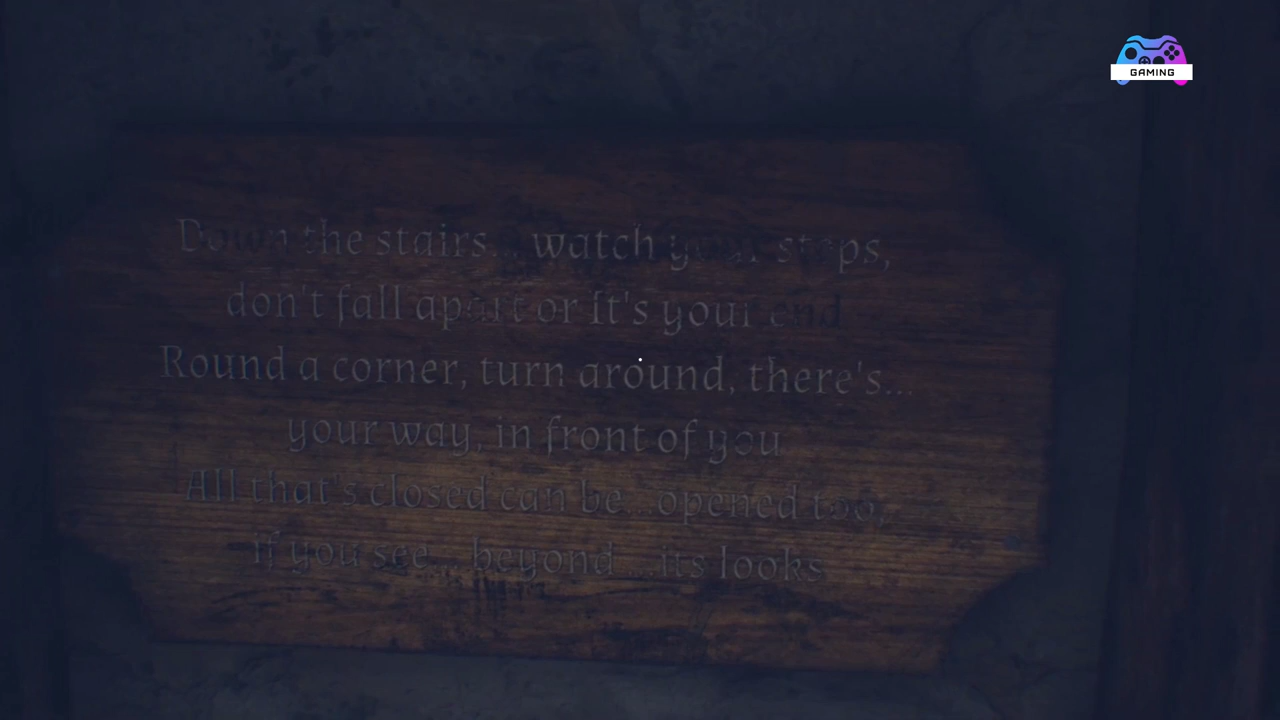 GAMING
Down the stairs... watch your steps,
don't fall apart or it's your end
Round a corner, turn around, there's...
your way, in front of you
All that's closed can be...opened too,
if you see... beyond ...its looks